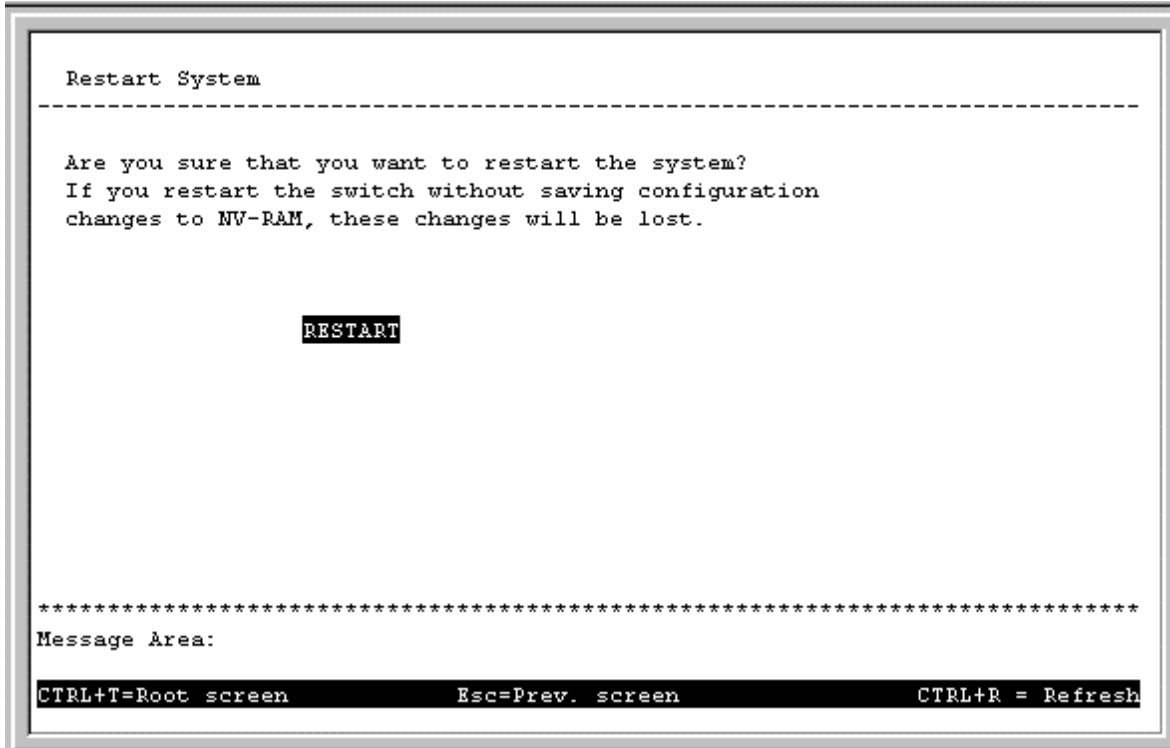 Restart System
-------------------------------------------------------------------------------
Are you sure that you want to restart the system?
If you restart the switch without saving configuration
changes to NV-RAM, these changes will be lost.
RESTART
*******************************************************************************
Message Area:
CTRL+T=Root screen Esc=Prev. screen CTRL+R = Refresh